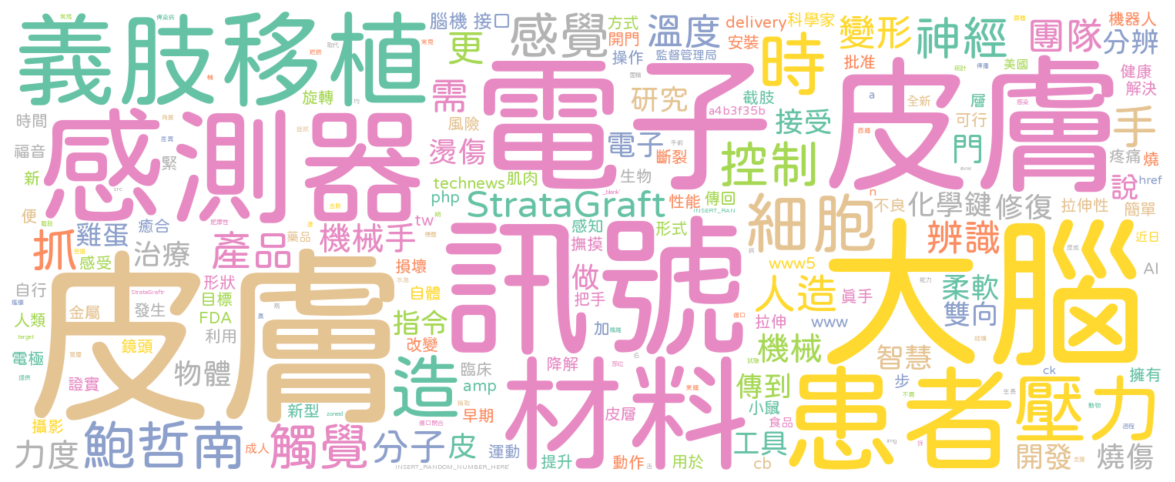 義肢移植
腦機 接口
更
感覺
方式
開門
溫度
delivery
科學家
安裝
監督管理局
操作
時
變形
批准
神經
團隊
機器人
分辨
美國
健康
解決
感測器
旋轉
需
風險
電子皮膚
研究
截肢
a4b3f35b
接受
a
全新
層
可行
手
時間
福音
緊
新
燙傷
電子
斷裂
控制
門
疼痛
燒
technews
肌肉
生物
說
href
php
StrataGraft
性能
傳回
INSERT_MAN
細胞
n
不良
化學鍵
修復
拉伸性
簡單
便
雞蛋
癒合
藥品
tw
感知
形式
抓
感受
治療
產品
機械手
撫摸
辨識
近日
皮膚
形狀
損壞
訊號
做
www5
大腦
AI
自行
目標
自體
把手
人造
真手
柔軟
金屬
發生
FDA
加
拉伸
www
雙向
人類
利用
指令
改變
機械
電極
鏡頭
物體
降解
智慧
證實
臨床
造
材料
傳到
步
ck
擁有
新型
amp
早期
皮層
小鼠
患者
壓力
攝影
食品
力度
鮑哲南
成人
觸覺
分子
皮
運動
工具
提升
動作
用於
cb
開發
燒傷
INSERT_RANDOM_NUMBER_HERE